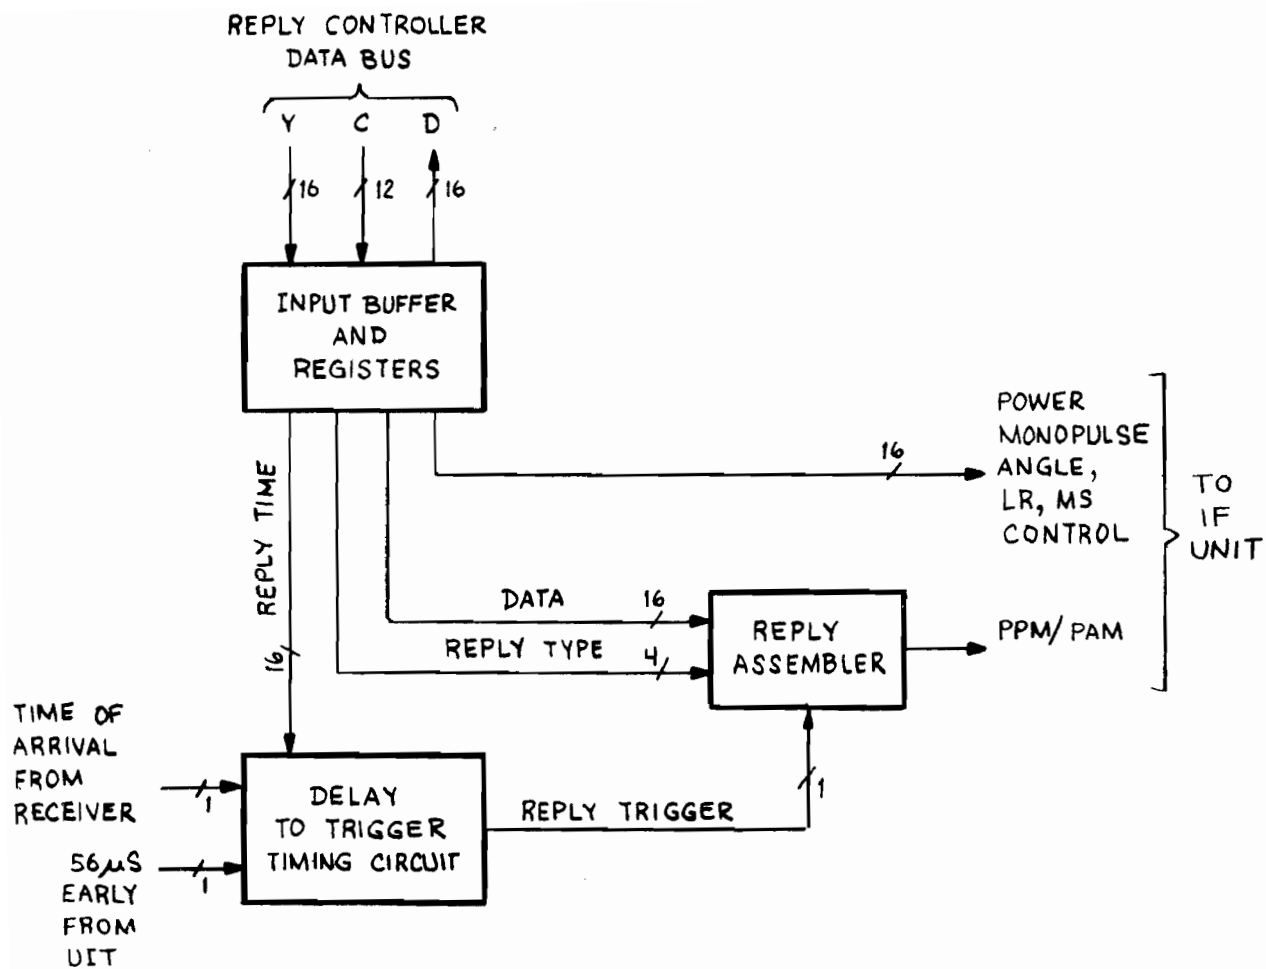 REPLY CONTROLLER
DATA BUS
Y C D
16 12 16
INPUT BUFFER
AND
REGISTERS
REPLY TIME
16
16
POWER
MONOPULSE
ANGLE,
LR, MS
CONTROL
TO
IF
UNIT
DATA 16
REPLY TYPE 4
REPLY
ASSEMBLER
PPM/PAM
TIME OF
ARRIVAL
FROM
RECEIVER
1
56μS
EARLY
FROM
UIT
1
DELAY
TO TRIGGER
TIMING CIRCUIT
REPLY TRIGGER
1